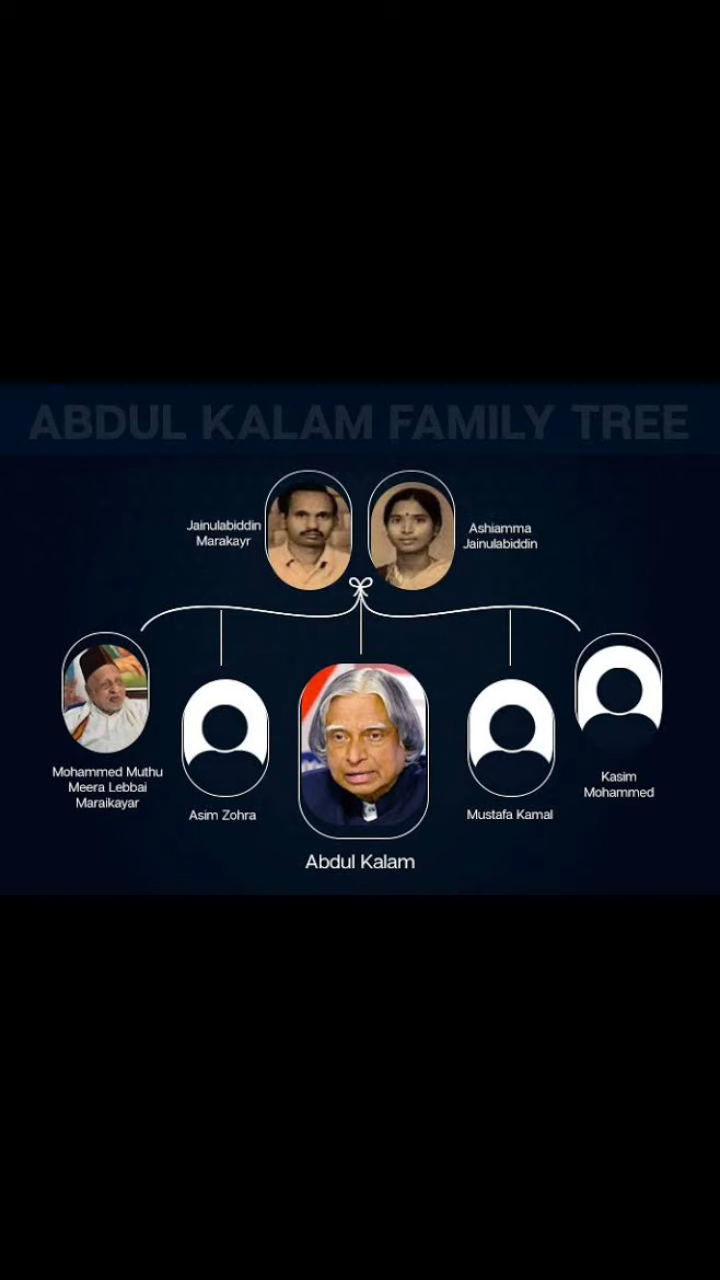 ABDUL KALAM FAMILY TREE
Jainulabiddin
Marakayr
Ashiamma
Jainulabiddin
Mohammed Muthu
Meera Lebbai
Maraikayar
Asim Zohra
Abdul Kalam
Mustafa Kamal
Kasim
Mohammed